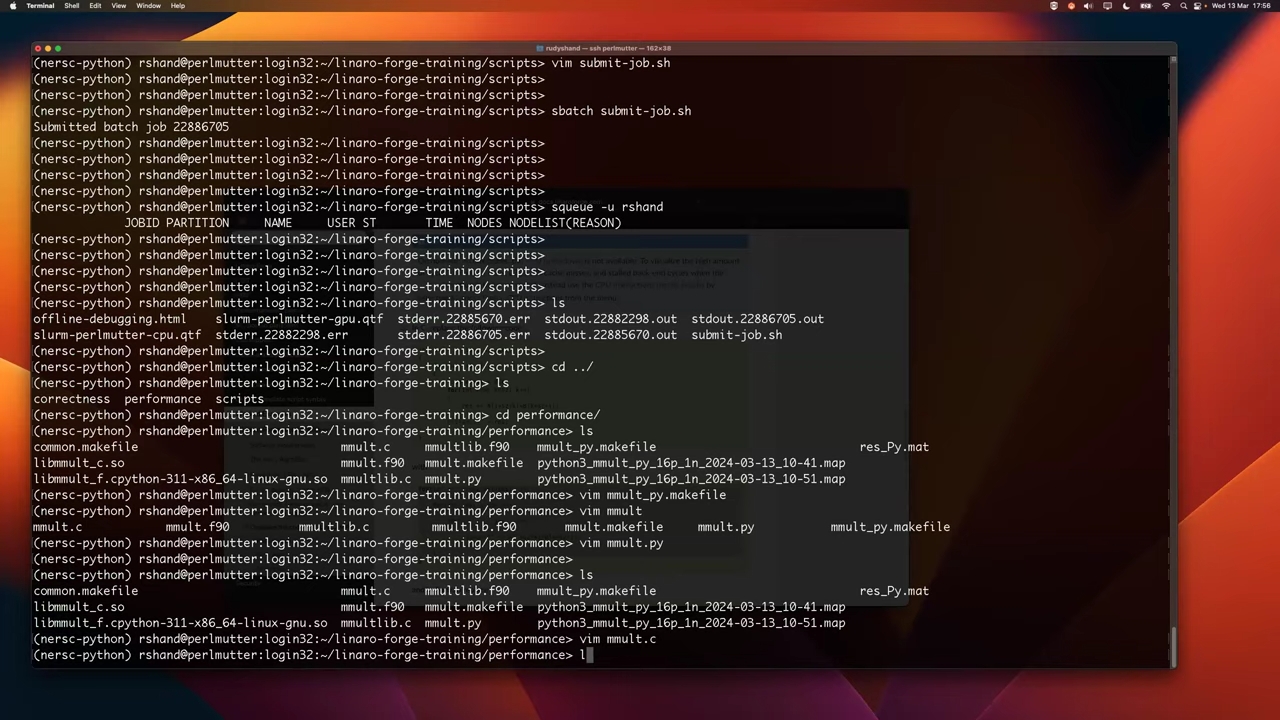 Terminal Shell Edit View Window Help Wed 13 Mar 17:56
rudyshand — ssh perlmutter — 162×38
(nersc-python) rshand@perlmutter:login32:~/linaro-forge-training/scripts> vim submit-job.sh
(nersc-python) rshand@perlmutter:login32:~/linaro-forge-training/scripts>
(nersc-python) rshand@perlmutter:login32:~/linaro-forge-training/scripts>
(nersc-python) rshand@perlmutter:login32:~/linaro-forge-training/scripts> sbatch submit-job.sh
Submitted batch job 22886705
(nersc-python) rshand@perlmutter:login32:~/linaro-forge-training/scripts>
(nersc-python) rshand@perlmutter:login32:~/linaro-forge-training/scripts>
(nersc-python) rshand@perlmutter:login32:~/linaro-forge-training/scripts>
(nersc-python) rshand@perlmutter:login32:~/linaro-forge-training/scripts>
(nersc-python) rshand@perlmutter:login32:~/linaro-forge-training/scripts> squeue -u rshand
JOBID PARTITION NAME USER ST TIME NODES NODELIST(REASON)
(nersc-python) rshand@perlmutter:login32:~/linaro-forge-training/scripts>
(nersc-python) rshand@perlmutter:login32:~/linaro-forge-training/scripts>
(nersc-python) rshand@perlmutter:login32:~/linaro-forge-training/scripts>
(nersc-python) rshand@perlmutter:login32:~/linaro-forge-training/scripts>
(nersc-python) rshand@perlmutter:login32:~/linaro-forge-training/scripts> ls
offline-debugging.html slurm-perlmutter-gpu.qtf stderr.22885670.err stdout.22882298.out stdout.22886705.out
slurm-perlmutter-cpu.qtf stderr.22882298.err stderr.22886705.err stdout.22885670.out submit-job.sh
(nersc-python) rshand@perlmutter:login32:~/linaro-forge-training/scripts>
(nersc-python) rshand@perlmutter:login32:~/linaro-forge-training/scripts> cd ../
(nersc-python) rshand@perlmutter:login32:~/linaro-forge-training> ls
correctness performance scripts
(nersc-python) rshand@perlmutter:login32:~/linaro-forge-training> cd performance/
(nersc-python) rshand@perlmutter:login32:~/linaro-forge-training/performance> ls
common.makefile mmult.c mmultlib.f90 mmult_py.makefile res_Py.mat
libmmult_c.so mmult.f90 mmult.makefile python3_mmult_py_16p_1n_2024-03-13_10-41.map
libmmult_f.cpython-311-x86_64-linux-gnu.so mmultlib.c mmult.py python3_mmult_py_16p_1n_2024-03-13_10-51.map
(nersc-python) rshand@perlmutter:login32:~/linaro-forge-training/performance> vim mmult_py.makefile
(nersc-python) rshand@perlmutter:login32:~/linaro-forge-training/performance> vim mmult
mmult.c mmult.f90 mmultlib.c mmultlib.f90 mmult.makefile mmult.py mmult_py.makefile
(nersc-python) rshand@perlmutter:login32:~/linaro-forge-training/performance> vim mmult.py
(nersc-python) rshand@perlmutter:login32:~/linaro-forge-training/performance>
(nersc-python) rshand@perlmutter:login32:~/linaro-forge-training/performance> ls
common.makefile mmult.c mmultlib.f90 mmult_py.makefile res_Py.mat
libmmult_c.so mmult.f90 mmult.makefile python3_mmult_py_16p_1n_2024-03-13_10-41.map
libmmult_f.cpython-311-x86_64-linux-gnu.so mmultlib.c mmult.py python3_mmult_py_16p_1n_2024-03-13_10-51.map
(nersc-python) rshand@perlmutter:login32:~/linaro-forge-training/performance> vim mmult.c
(nersc-python) rshand@perlmutter:login32:~/linaro-forge-training/performance> l